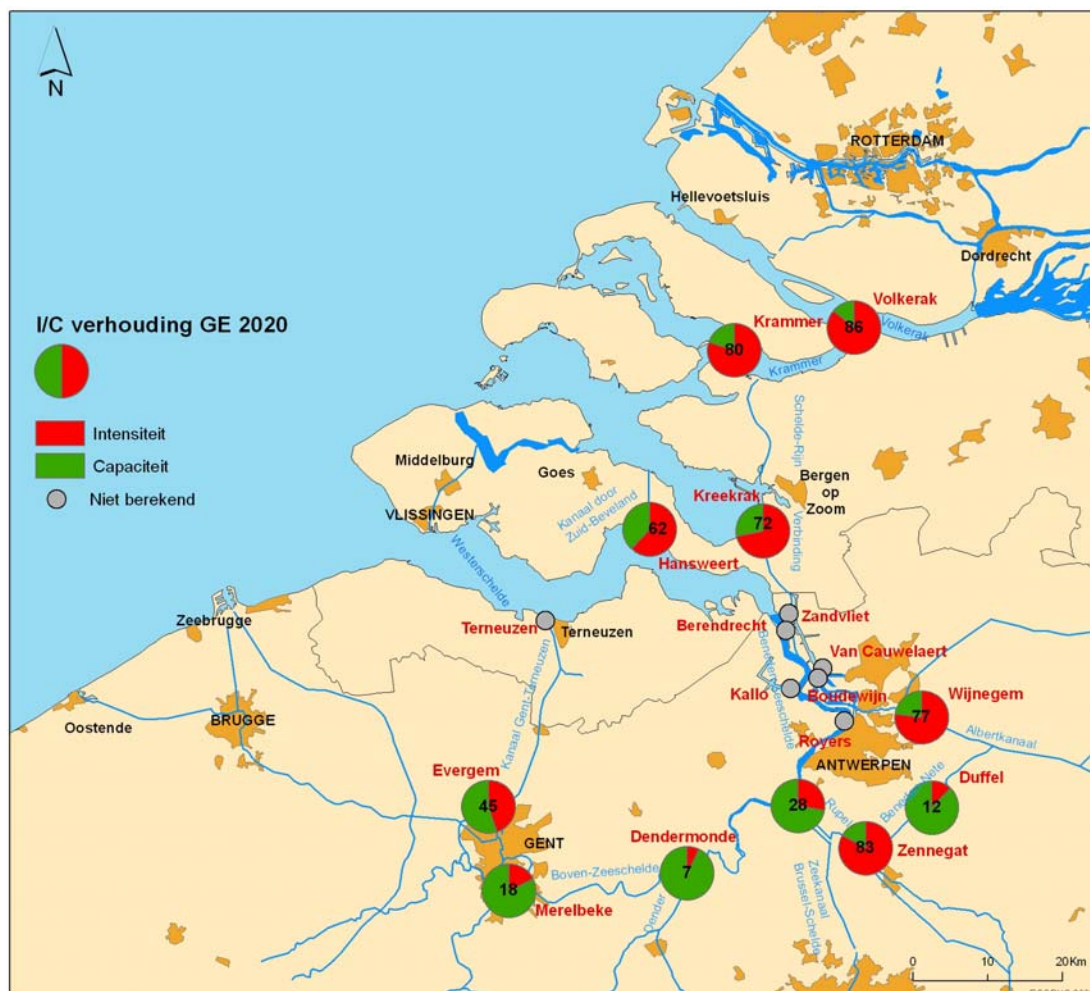 N
ROTTERDAM
Hellevoetsluis
Dordrecht
Volkerak
Krammer
86
Volkerak
80
Krammer
I/C verhouding GE 2020
Intensiteit
Capaciteit
Niet berekend
Schelde-Rijn
Verbinding
Middelburg
Goes
Bergen
op
Zoom
Kreekrak
VLISSINGEN
Kanaal door
Zuid-Beveland
62
72
Hansweert
Westerschelde
Zandvliet
Berendrecht
Zeebrugge
Terneuzen
Terneuzen
Van Cauwelaert
Kallo
Boudewijn
Wijnegem
77
Oostende
BRUGGE
Royers
Albertkanaal
Kanaal Gent-Terneuzen
ANTWERPEN
Evergem
Duffel
45
28
Rupel
Beneden-Nete
12
GENT
Dendermonde
83
Zennegat
Boven-Zeeschelde
7
18
Merelbeke
Dender
Zeekanaal
Brussel-Schelde
0 10 20Km